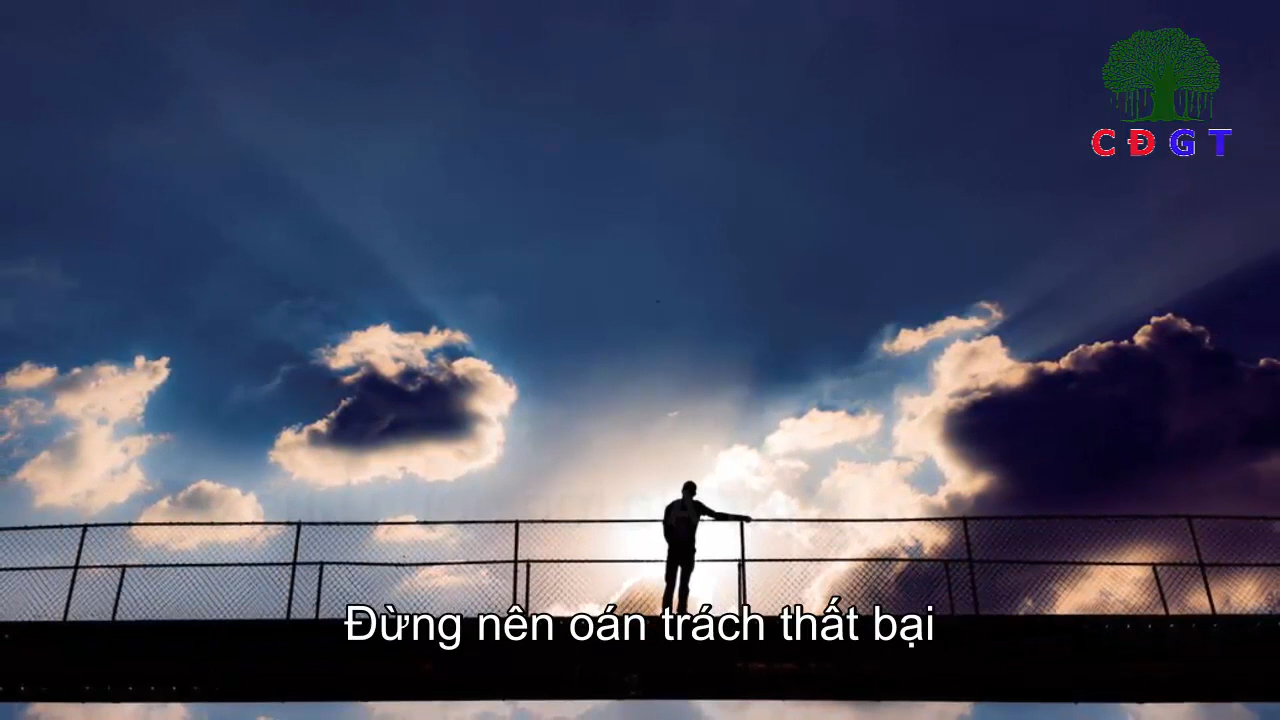 CĐGT
Đừng nên oán trách thất bại